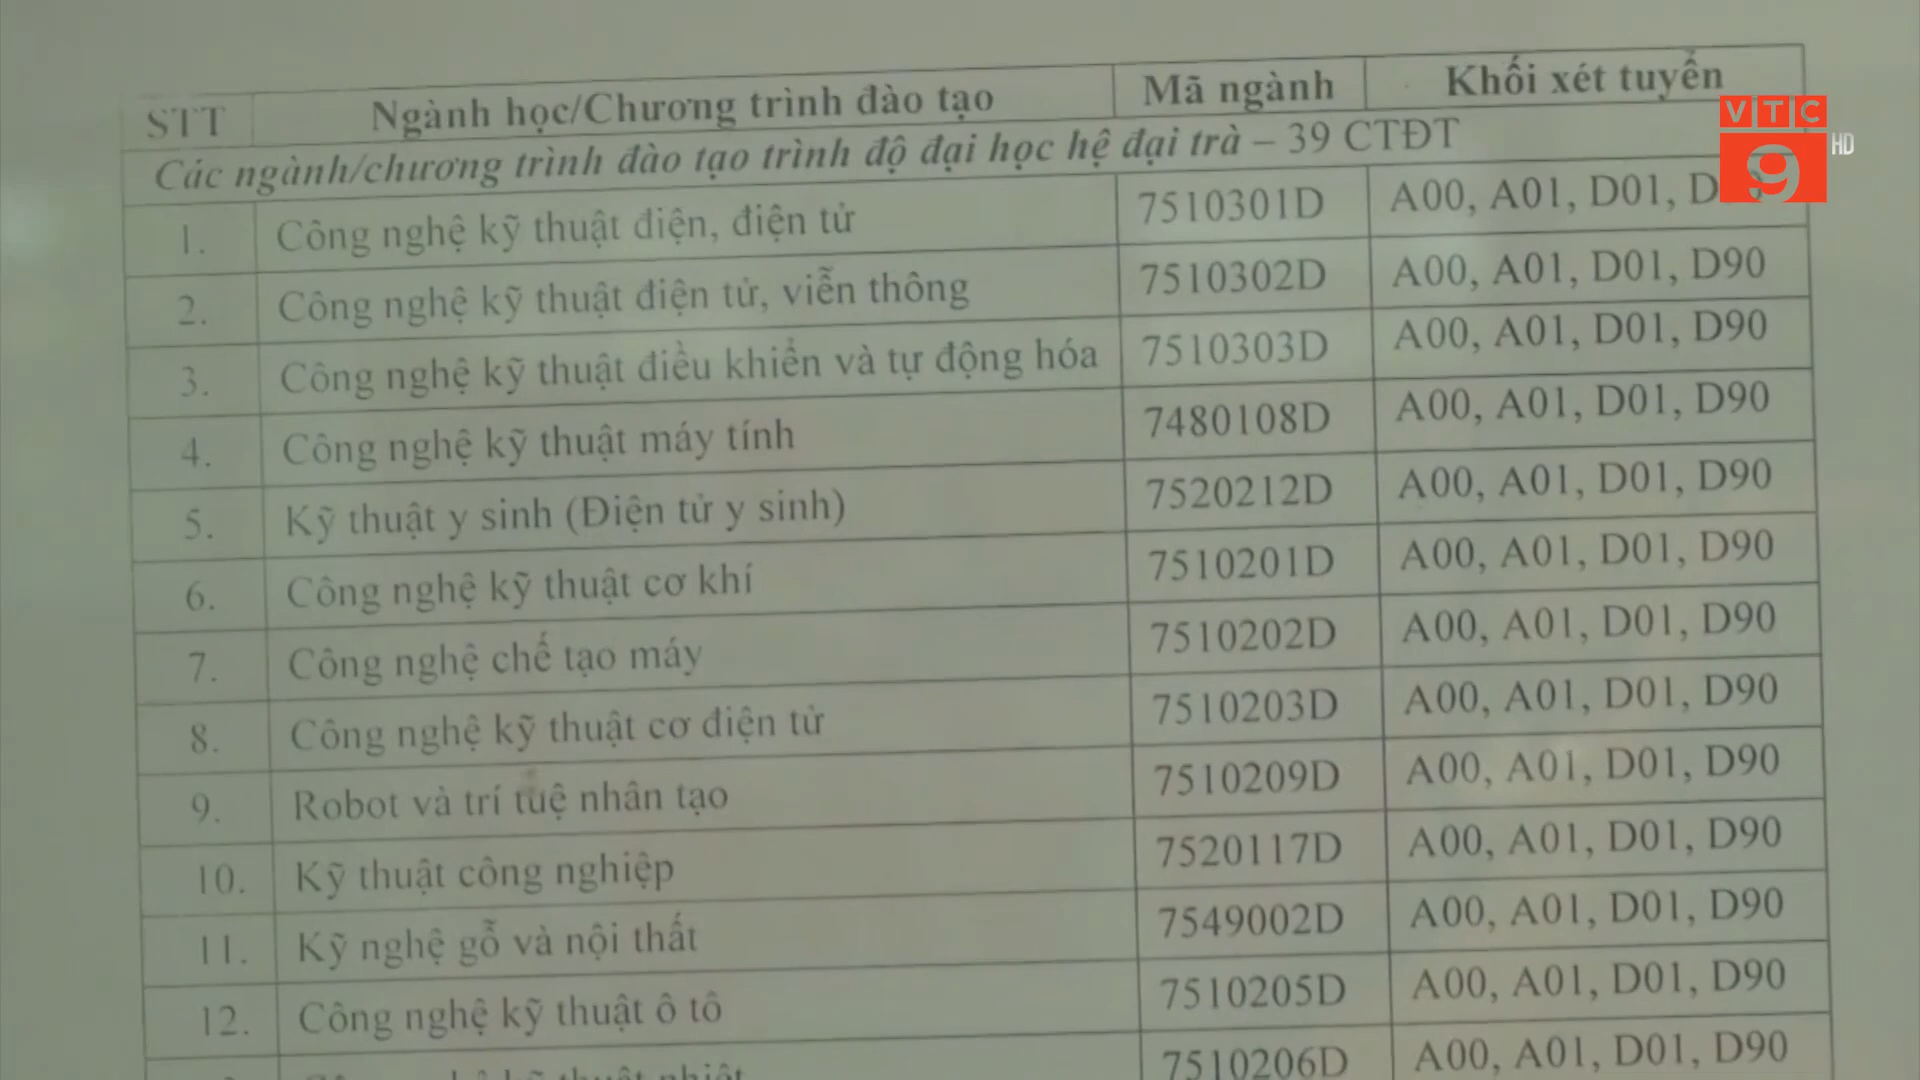 STT Ngành học/Chương trình đào tạo Mã ngành Khối xét tuyển
Các ngành/chương trình đào tạo trình độ đại học hệ đại trà – 39 CTĐT
1. Công nghệ kỹ thuật điện, điện tử 7510301D A00, A01, D01,
2. Công nghệ kỹ thuật điện tử, viễn thông 7510302D A00, A01, D01, D90
3. Công nghệ kỹ thuật điều khiển và tự động hóa 7510303D A00, A01, D01, D90
4. Công nghệ kỹ thuật máy tính 7480108D A00, A01, D01, D90
5. Kỹ thuật y sinh (Điện tử y sinh) 7520212D A00, A01, D01, D90
6. Công nghệ kỹ thuật cơ khí 7510201D A00, A01, D01, D90
7. Công nghệ chế tạo máy 7510202D A00, A01, D01, D90
8. Công nghệ kỹ thuật cơ điện tử 7510203D A00, A01, D01, D90
9. Robot và trí tuệ nhân tạo 7510209D A00, A01, D01, D90
10. Kỹ thuật công nghiệp 7520117D A00, A01, D01, D90
11. Kỹ nghệ gỗ và nội thất 7549002D A00, A01, D01, D90
12. Công nghệ kỹ thuật ô tô 7510205D A00, A01, D01, D90
7510206D A00, A01, D01, D90
VTC
9 HD